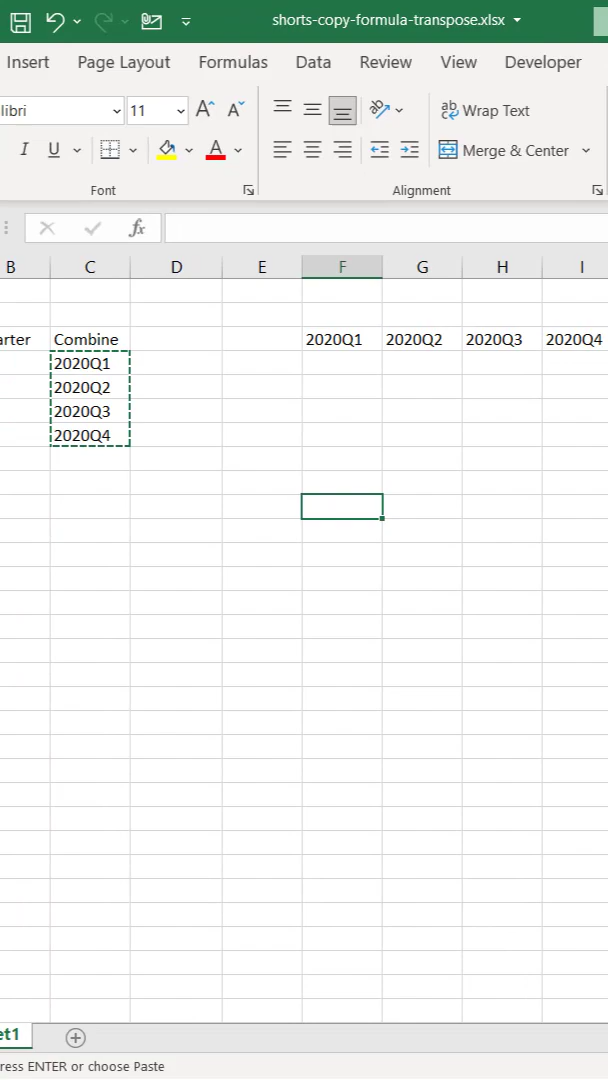 shorts-copy-formula-transpose.xlsx
Insert Page Layout Formulas Data Review View Developer
libri 11 A A ab Wrap Text
I U A Merge & Center
Font Alignment
fx
B C D E F G H I
arter Combine 2020Q1 2020Q2 2020Q3 2020Q4
2020Q1
2020Q2
2020Q3
2020Q4
et1
ress ENTER or choose Paste